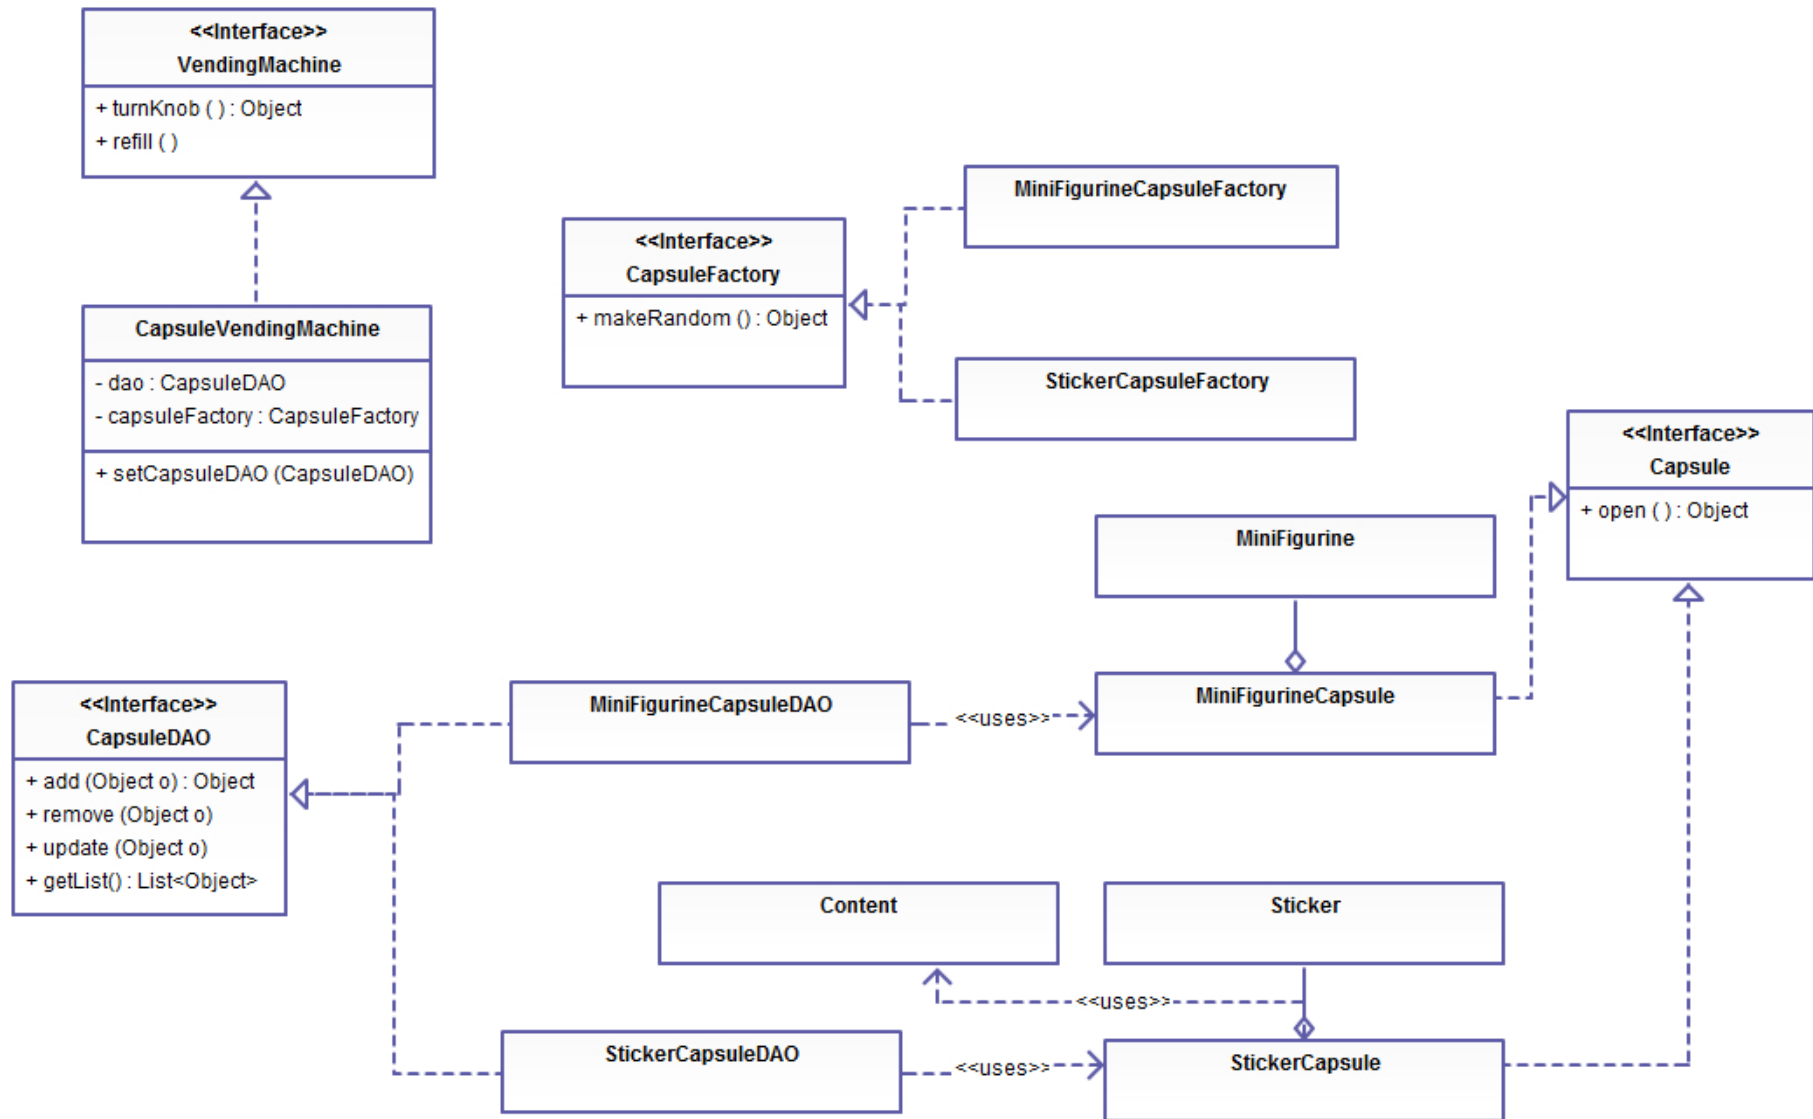 <<Interface>>
VendingMachine
+ turnKnob ( ) : Object
+ refill ( )
CapsuleVendingMachine
- dao : CapsuleDAO
- capsuleFactory : CapsuleFactory
+ setCapsuleDAO (CapsuleDAO)
<<Interface>>
CapsuleFactory
+ makeRandom () : Object
MiniFigurineCapsuleFactory
StickerCapsuleFactory
<<Interface>>
Capsule
+ open ( ) : Object
MiniFigurine
<<Interface>>
CapsuleDAO
+ add (Object o) : Object
+ remove (Object o)
+ update (Object o)
+ getList() : List<Object>
MiniFigurineCapsuleDAO
<<uses>>
MiniFigurineCapsule
Content
Sticker
<<uses>>
StickerCapsuleDAO
<<uses>>
StickerCapsule